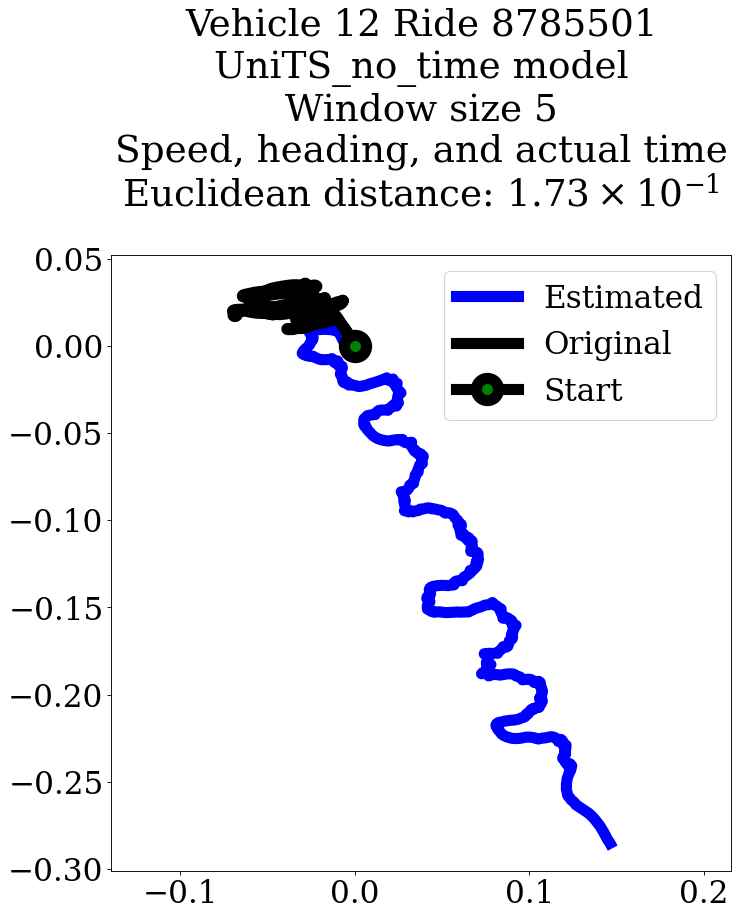 Vehicle 12 Ride 8785501
UniTS_no_time model
Window size 5
Speed, heading, and actual time
Euclidean distance: 1.73 × 10⁻¹
0.05
0.00
−0.05
−0.10
−0.15
−0.20
−0.25
−0.30
Estimated
Original
Start
−0.1
0.0
0.1
0.2